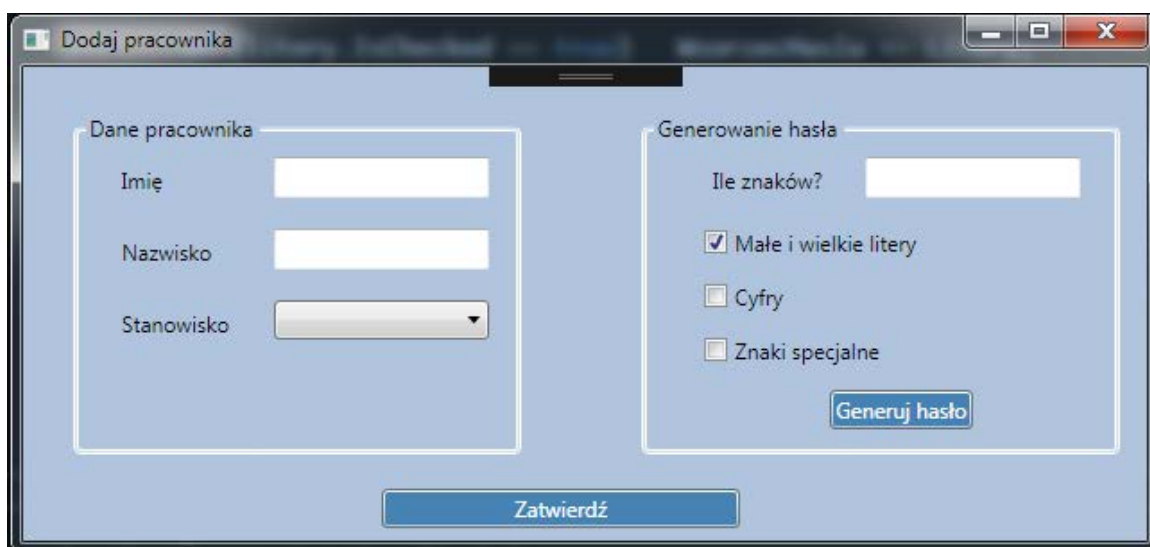 Dodaj pracownika
Dane pracownika
Imię
Nazwisko
Stanowisko
Generowanie hasła
Ile znaków?
Małe i wielkie litery
Cyfry
Znaki specjalne
Generuj hasło
Zatwierdź